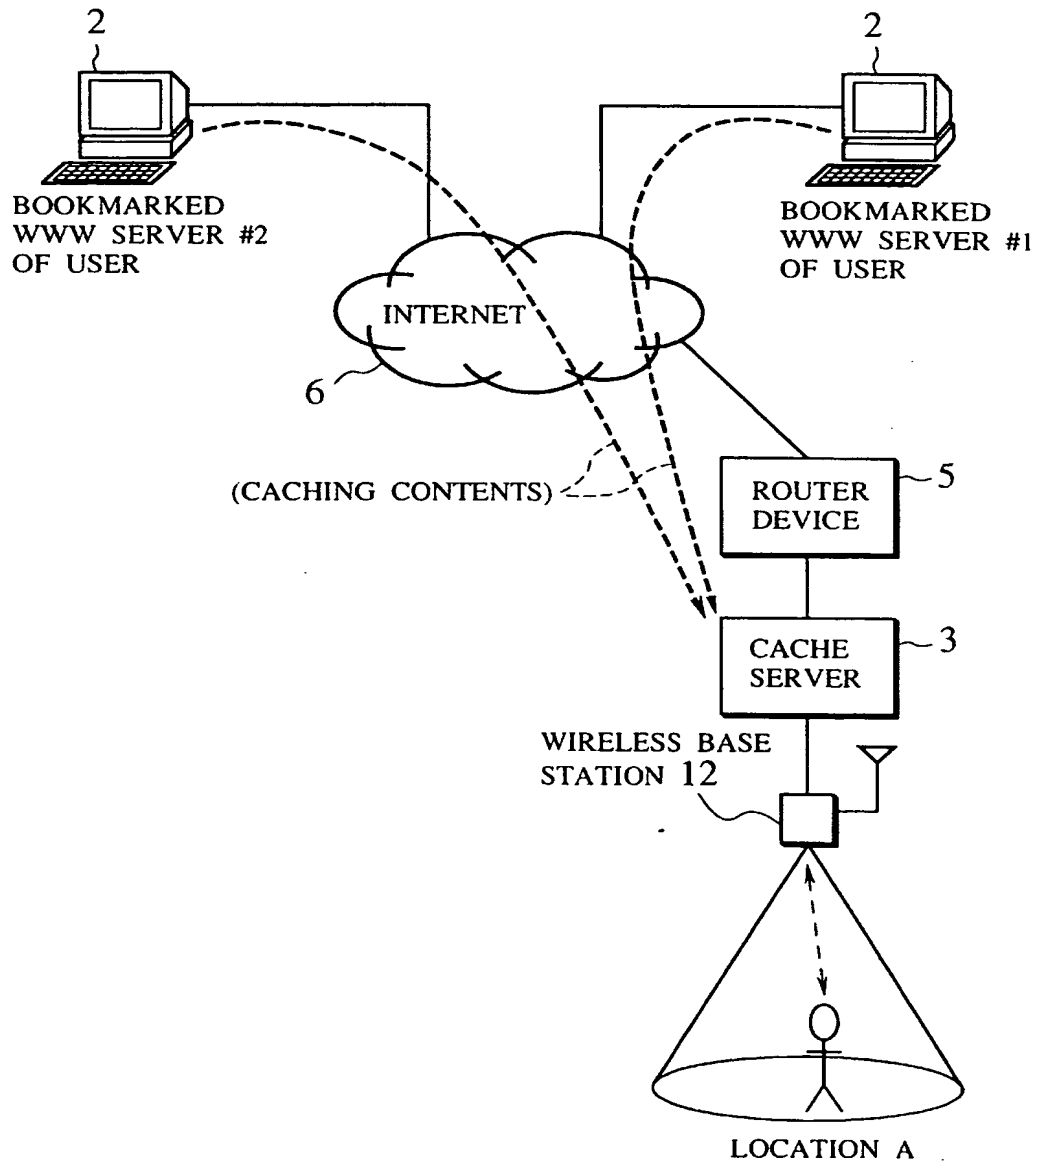 2
2
BOOKMARKED
WWW SERVER #2
OF USER
BOOKMARKED
WWW SERVER #1
OF USER
INTERNET
6
(CACHING CONTENTS)
ROUTER
DEVICE
5
CACHE
SERVER
3
WIRELESS BASE
STATION 12
LOCATION A